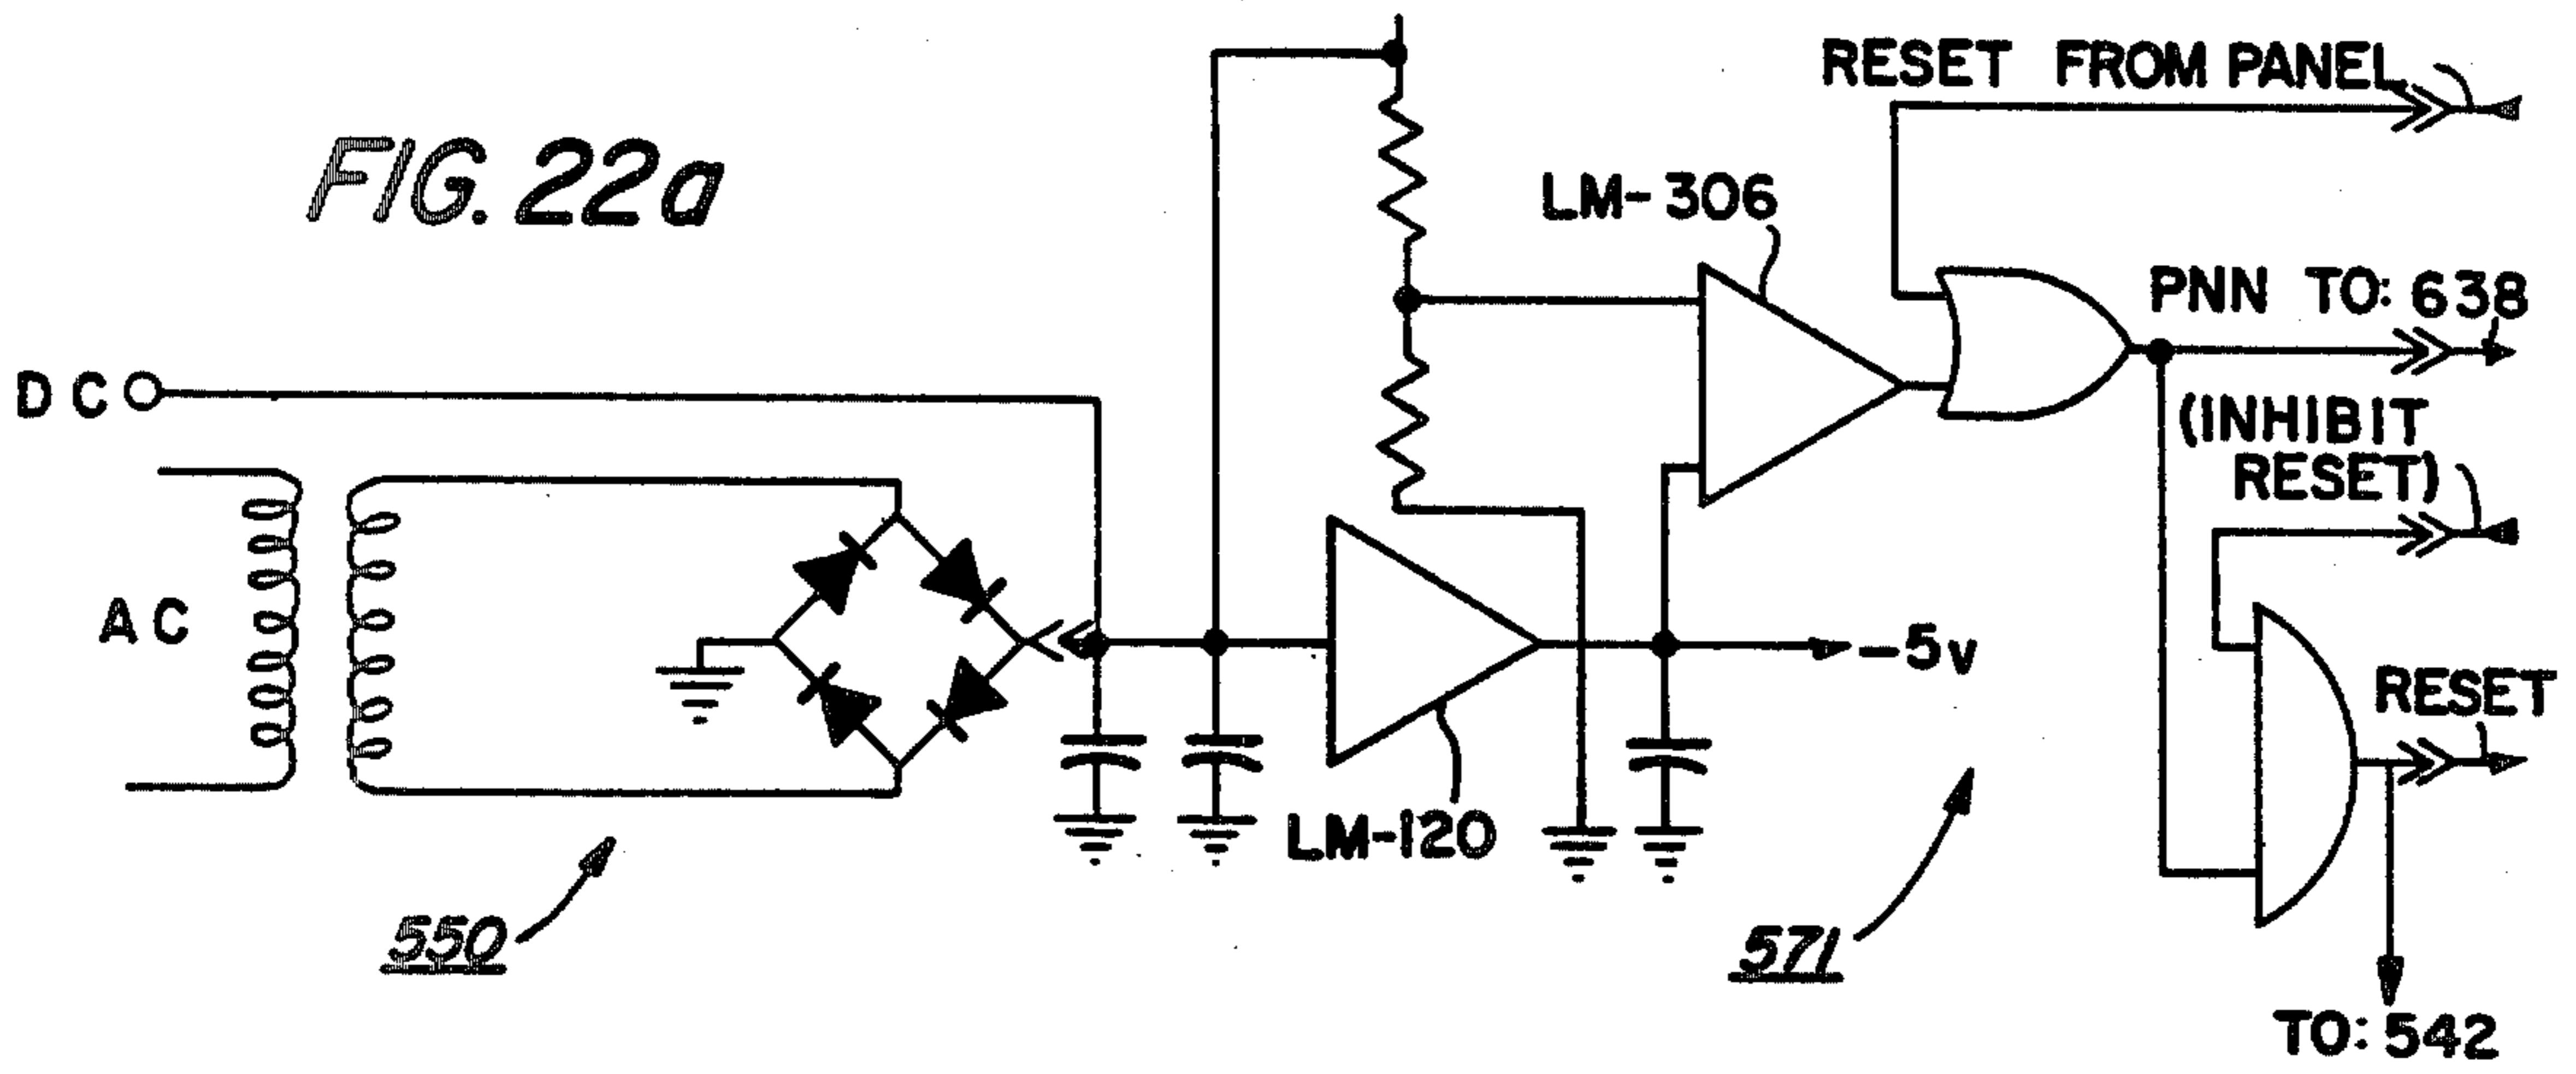 FIG. 22a
RESET FROM PANEL
LM-306
PNN TO: 638
DC
(INHIBIT
RESET)
AC
-5v
RESET
LM-120
550
571
TO: 542